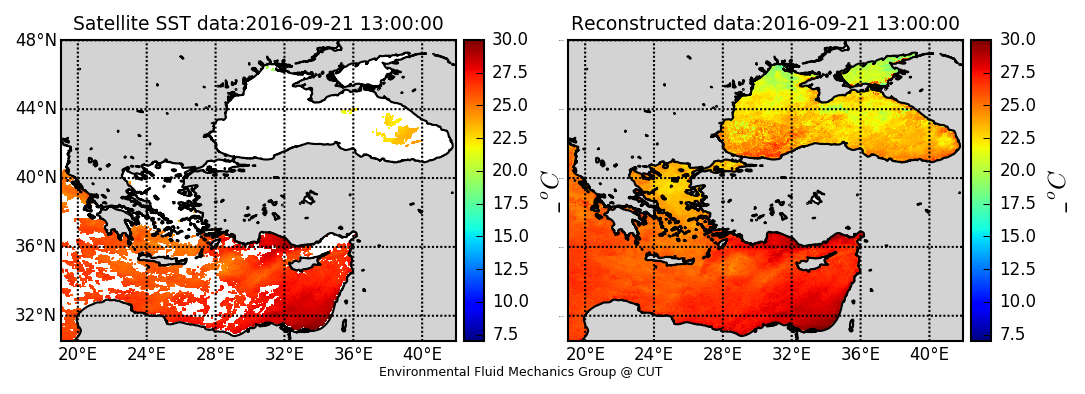 Satellite SST data:2016-09-21 13:00:00
48°N
44°N
40°N
36°N
32°N
20°E 24°E 28°E 32°E 36°E 40°E
30.0
27.5
25.0
22.5
20.0
17.5
15.0
12.5
10.0
7.5
_ °C
Reconstructed data:2016-09-21 13:00:00
20°E 24°E 28°E 32°E 36°E 40°E
30.0
27.5
25.0
22.5
20.0
17.5
15.0
12.5
10.0
7.5
_ °C
Environmental Fluid Mechanics Group @ CUT